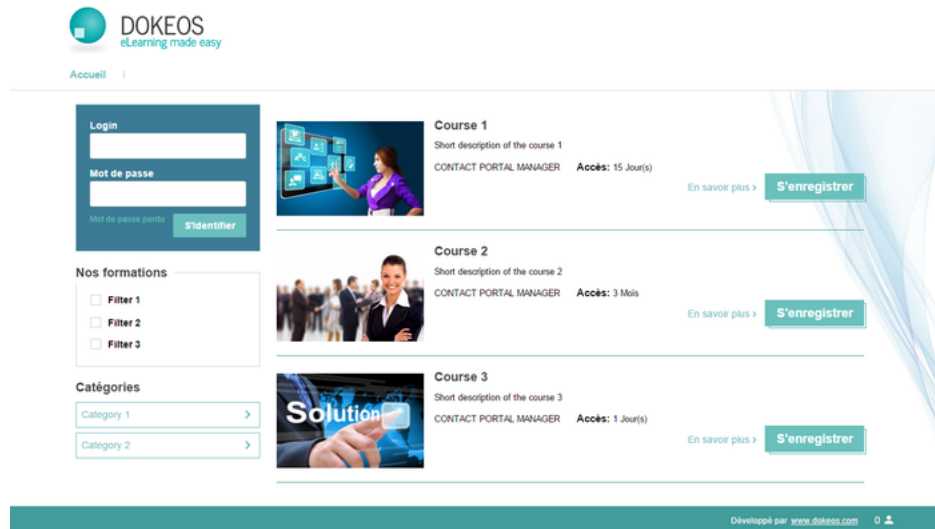 DOKEOS
eLearning made easy
Accueil
Login
Mot de passe
Mot de passe perdu
S'identifier
Nos formations
Filter 1
Filter 2
Filter 3
Catégories
Category 1
Category 2
Course 1
Short description of the course 1
CONTACT PORTAL MANAGER Accès: 15 Jour(s)
En savoir plus › S'enregistrer
Course 2
Short description of the course 2
CONTACT PORTAL MANAGER Accès: 3 Mois
En savoir plus › S'enregistrer
Solution
Course 3
Short description of the course 3
CONTACT PORTAL MANAGER Accès: 1 Jour(s)
En savoir plus › S'enregistrer
Développé par www.dokeos.com 0